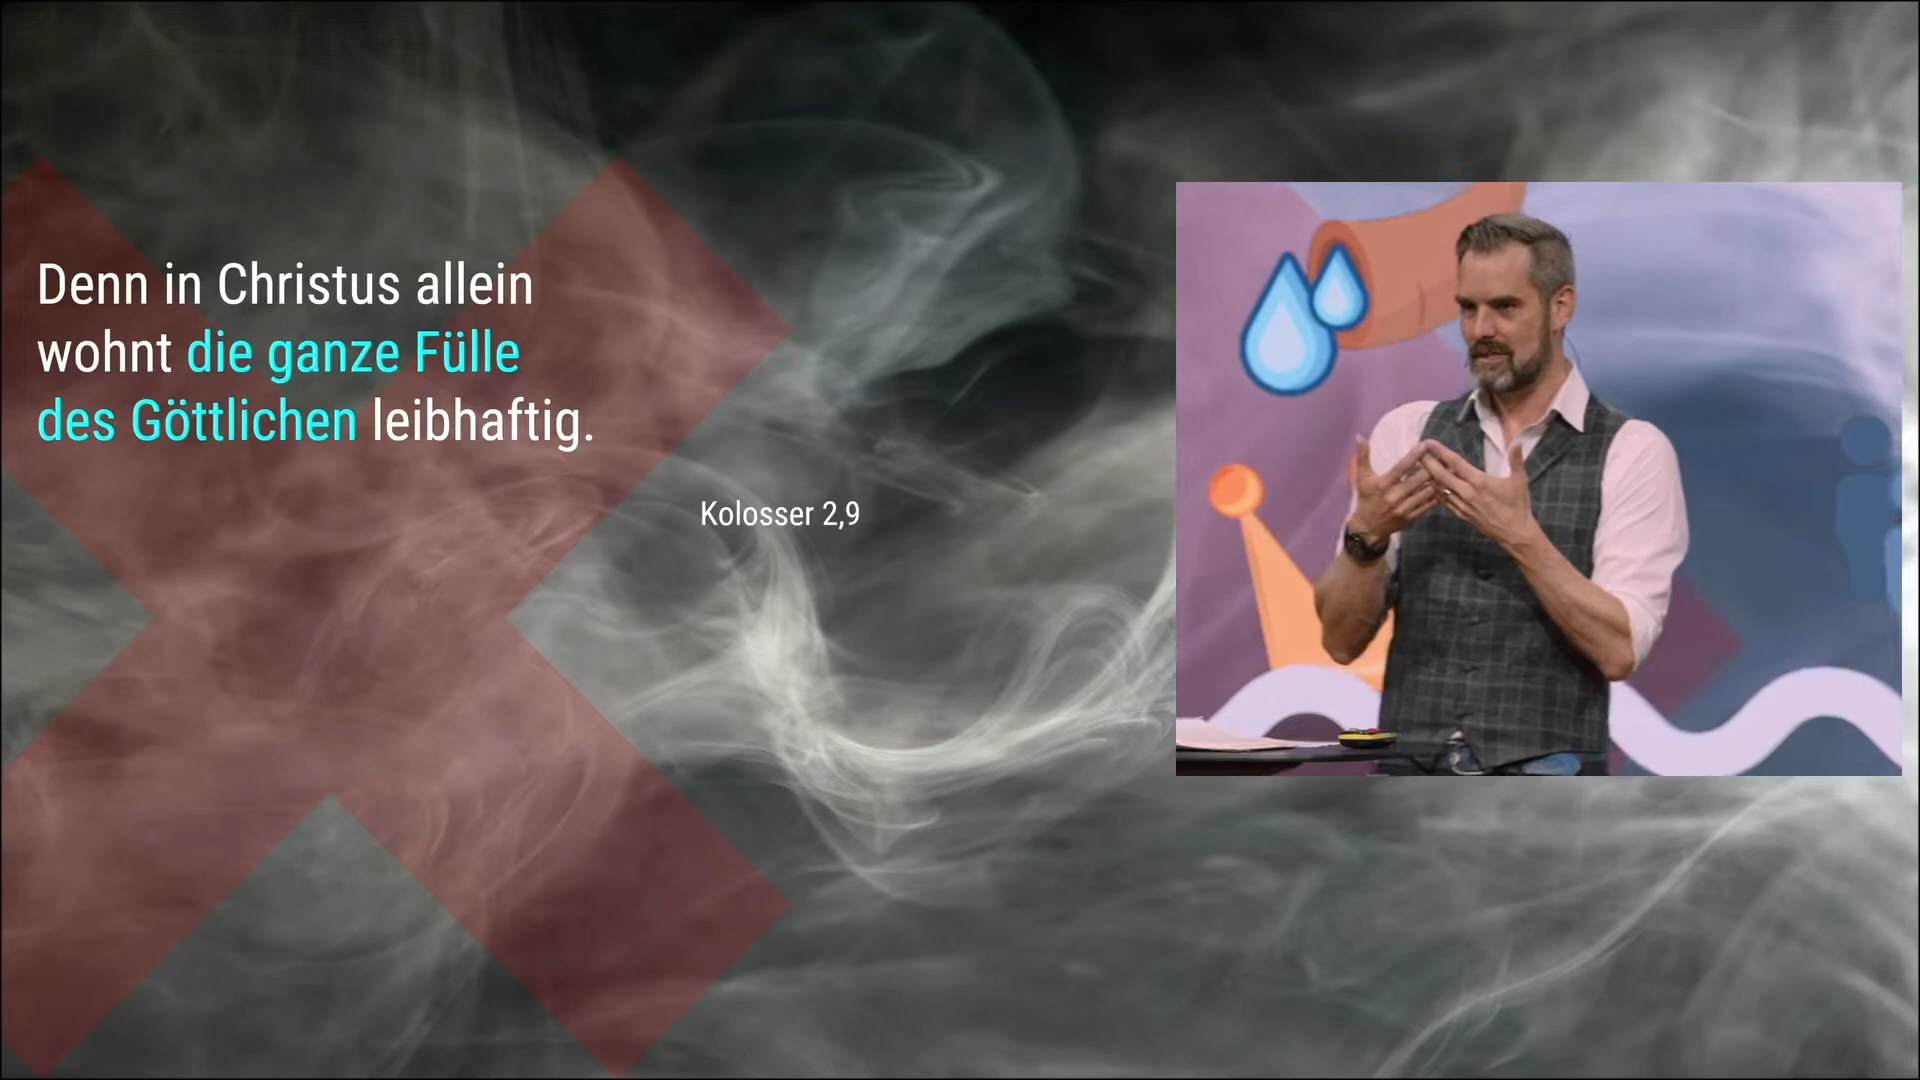 Denn in Christus allein
wohnt die ganze Fülle
des Göttlichen leibhaftig.
Kolosser 2,9